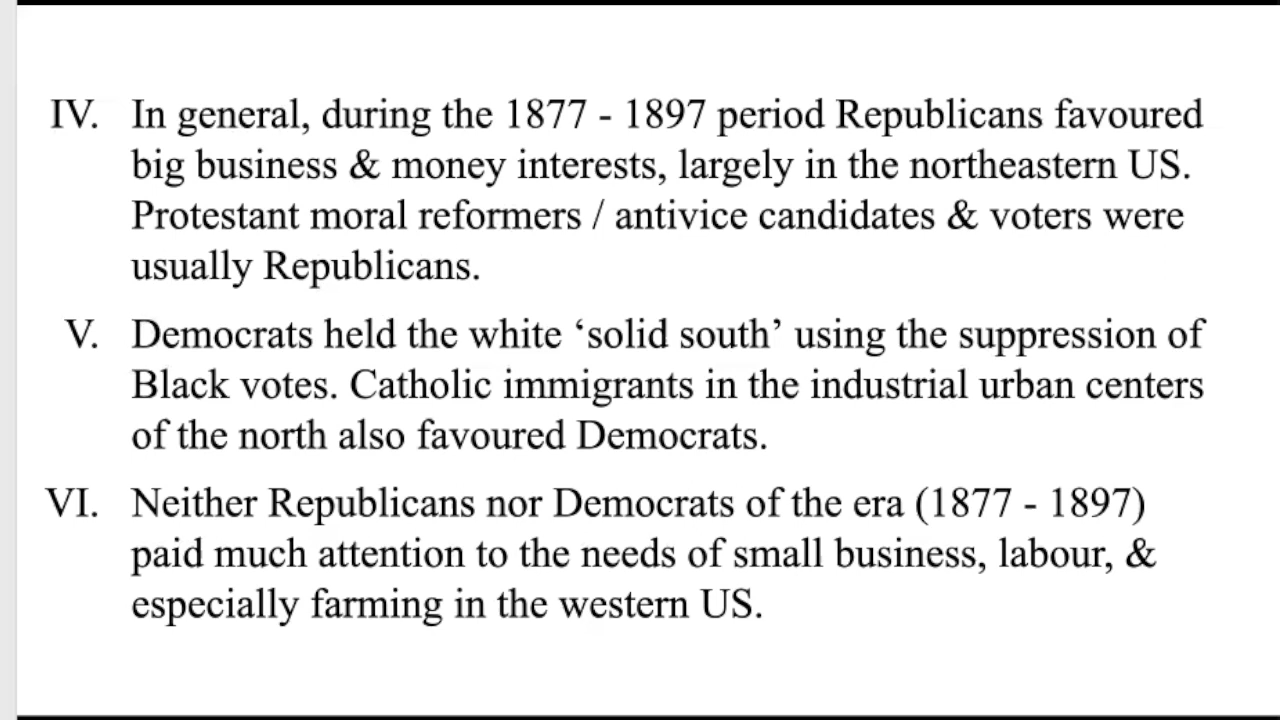 IV. In general, during the 1877 - 1897 period Republicans favoured
big business & money interests, largely in the northeastern US.
Protestant moral reformers / antivice candidates & voters were
usually Republicans.
V. Democrats held the white ‘solid south’ using the suppression of
Black votes. Catholic immigrants in the industrial urban centers
of the north also favoured Democrats.
VI. Neither Republicans nor Democrats of the era (1877 - 1897)
paid much attention to the needs of small business, labour, &
especially farming in the western US.